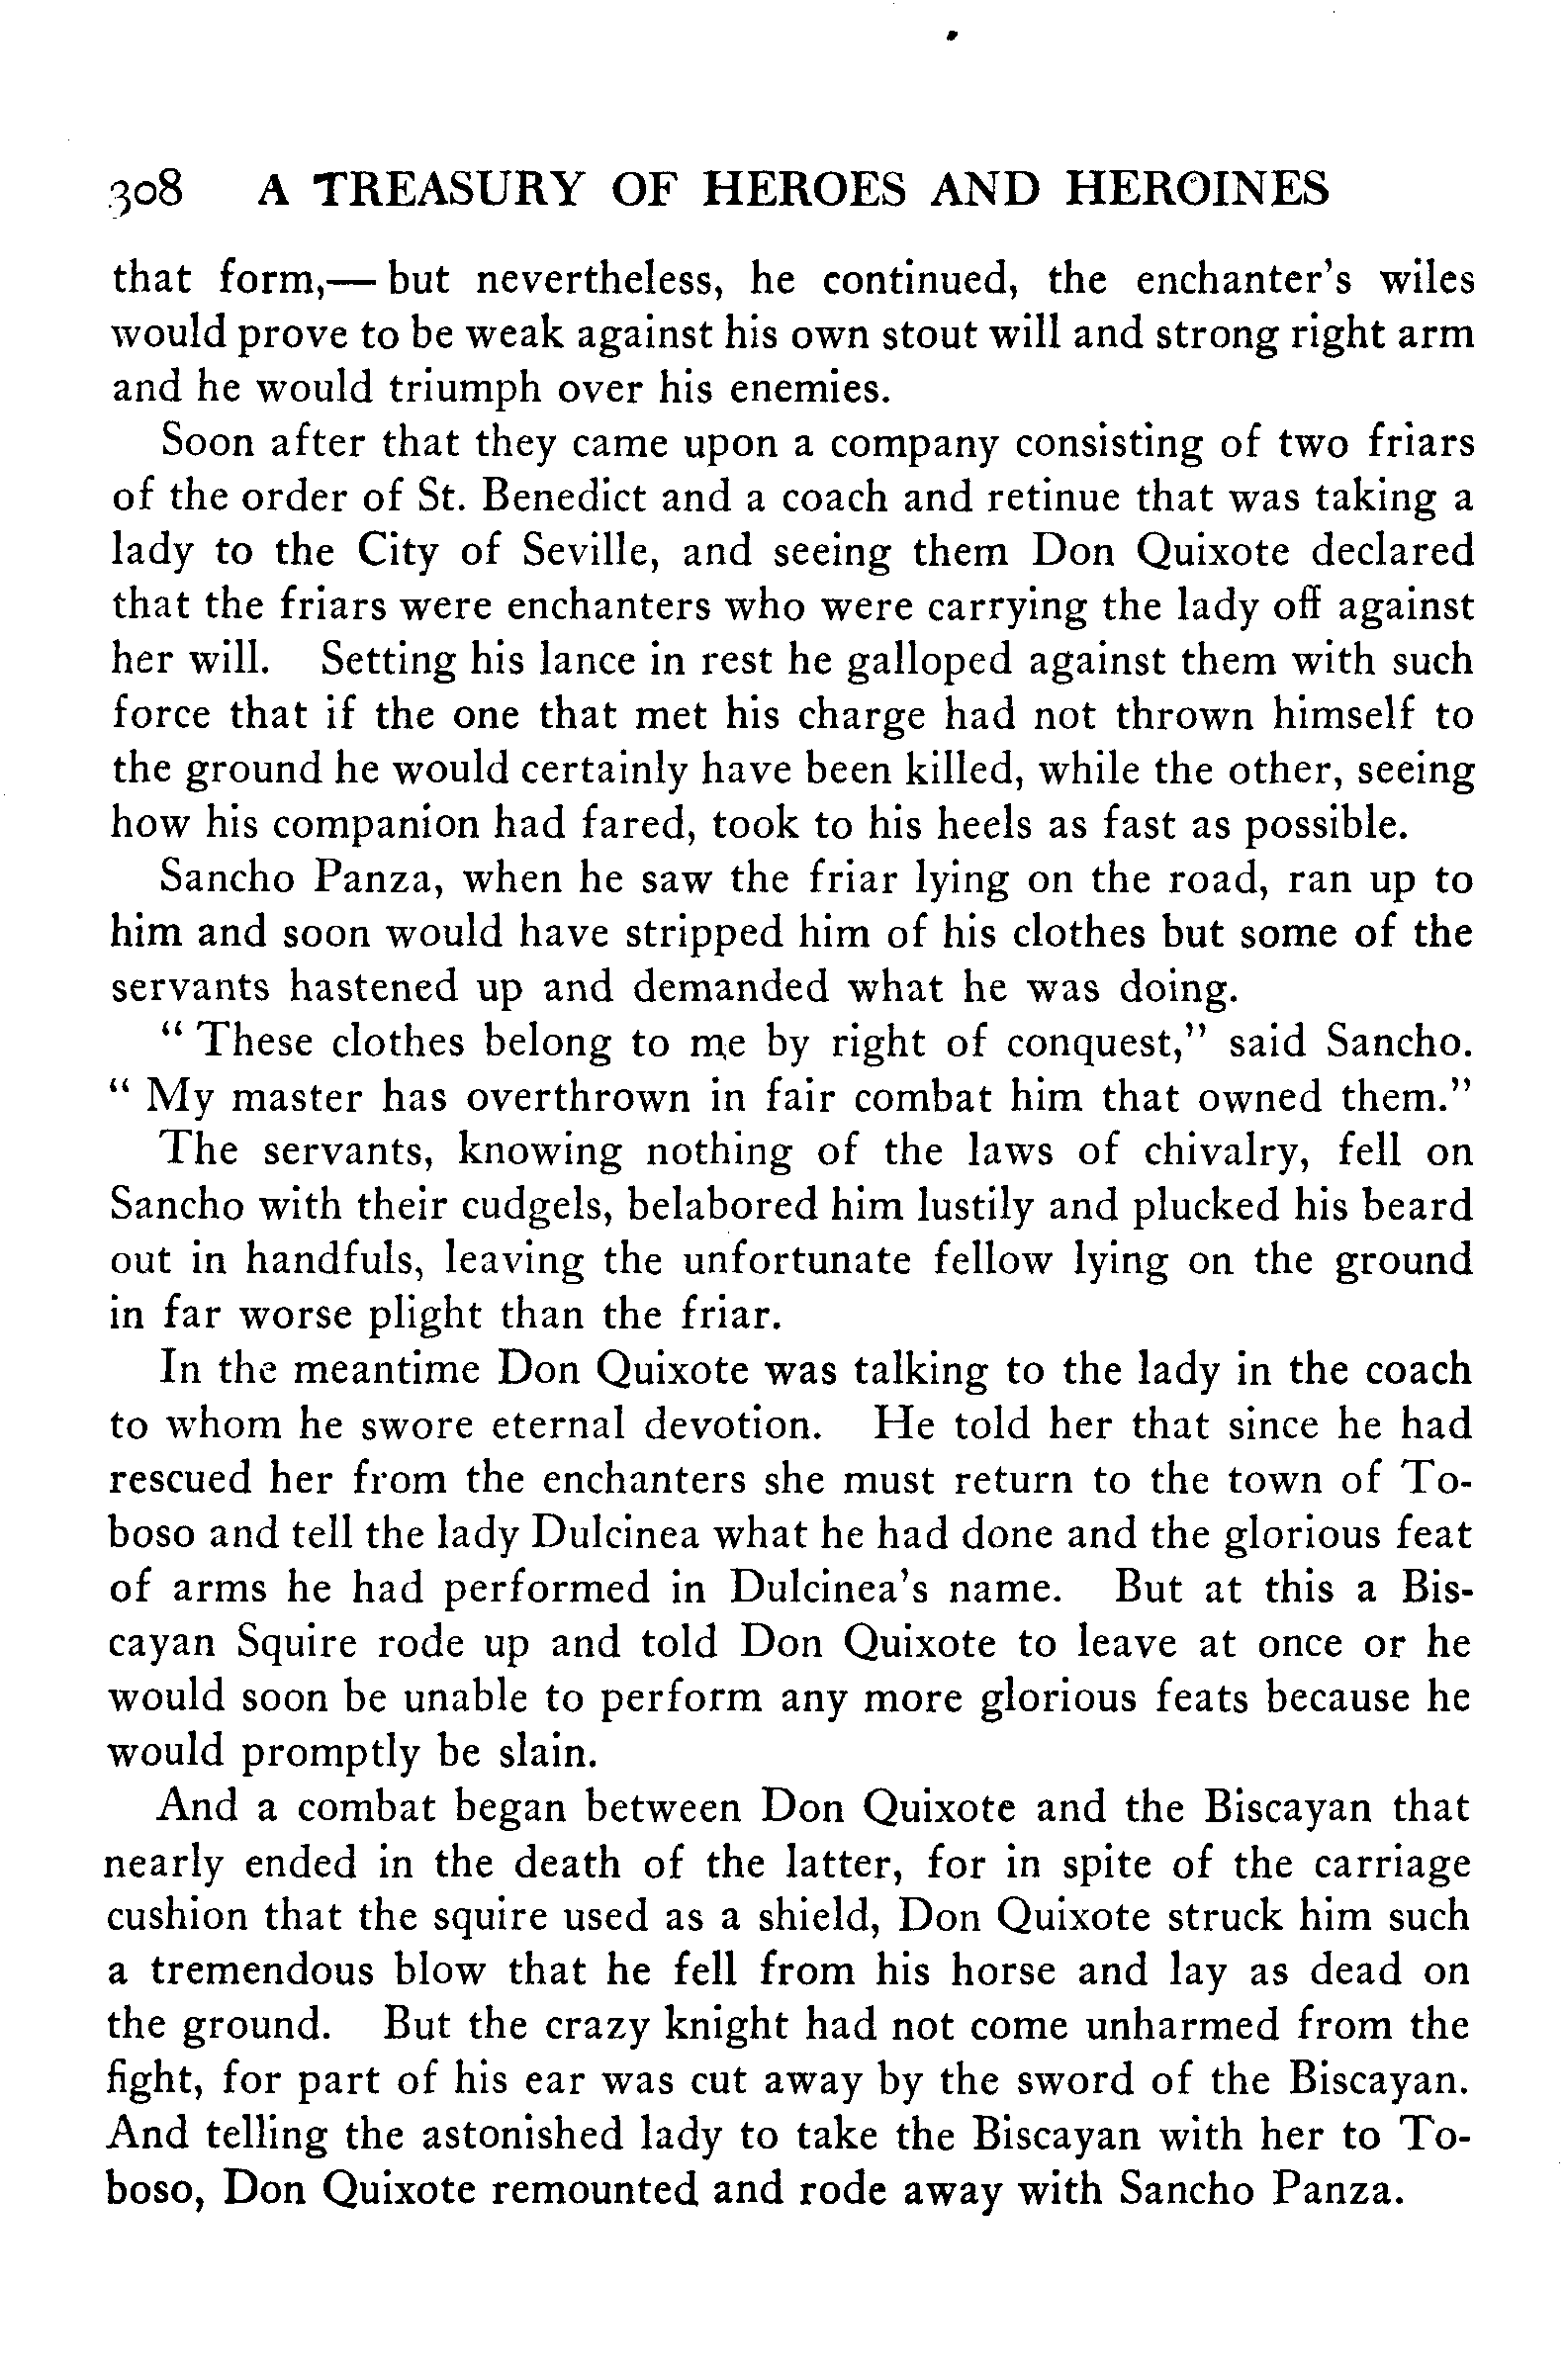 308 A TREASURY OF HEROES AND HEROINES
that form,— but nevertheless, he continued, the enchanter's wiles
would prove to be weak against his own stout will and strong right arm
and he would triumph over his enemies.
Soon after that they came upon a company consisting of two friars
of the order of St. Benedict and a coach and retinue that was taking a
lady to the City of Seville, and seeing them Don Quixote declared
that the friars were enchanters who were carrying the lady off against
her will. Setting his lance in rest he galloped against them with such
force that if the one that met his charge had not thrown himself to
the ground he would certainly have been killed, while the other, seeing
how his companion had fared, took to his heels as fast as possible.
Sancho Panza, when he saw the friar lying on the road, ran up to
him and soon would have stripped him of his clothes but some of the
servants hastened up and demanded what he was doing.
" These clothes belong to me by right of conquest," said Sancho.
" My master has overthrown in fair combat him that owned them."
The servants, knowing nothing of the laws of chivalry, fell on
Sancho with their cudgels, belabored him lustily and plucked his beard
out in handfuls, leaving the unfortunate fellow lying on the ground
in far worse plight than the friar.
In the meantime Don Quixote was talking to the lady in the coach
to whom he swore eternal devotion. He told her that since he had
rescued her from the enchanters she must return to the town of To-
boso and tell the lady Dulcinea what he had done and the glorious feat
of arms he had performed in Dulcinea's name. But at this a Bis-
cayan Squire rode up and told Don Quixote to leave at once or he
would soon be unable to perform any more glorious feats because he
would promptly be slain.
And a combat began between Don Quixote and the Biscayan that
nearly ended in the death of the latter, for in spite of the carriage
cushion that the squire used as a shield, Don Quixote struck him such
a tremendous blow that he fell from his horse and lay as dead on
the ground. But the crazy knight had not come unharmed from the
fight, for part of his ear was cut away by the sword of the Biscayan.
And telling the astonished lady to take the Biscayan with her to To-
boso, Don Quixote remounted and rode away with Sancho Panza.